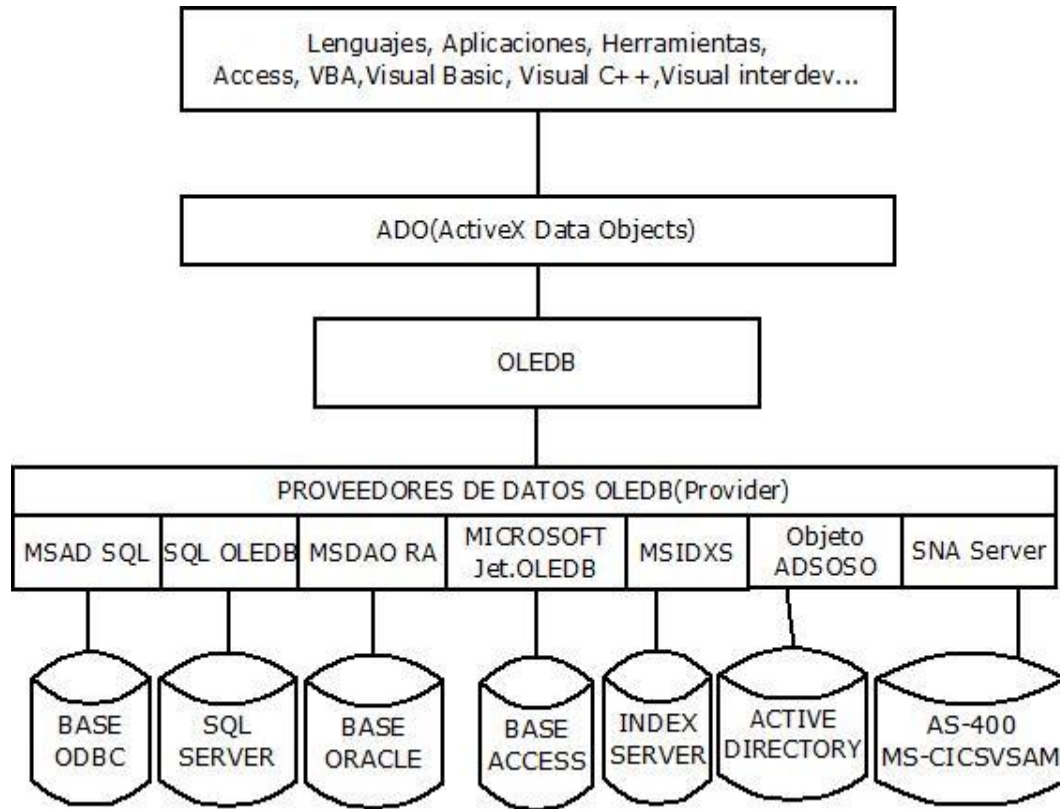 Lenguajes, Aplicaciones, Herramientas,
Access, VBA,Visual Basic, Visual C++,Visual interdev...
ADO(ActiveX Data Objects)
OLEDB
PROVEEDORES DE DATOS OLEDB(Provider)
MSAD SQL
SQL OLEDB
MSDAO RA
MICROSOFT
Jet.OLEDB
MSIDXS
Objeto
ADSOSO
SNA Server
BASE
ODBC
SQL
SERVER
BASE
ORACLE
BASE
ACCESS
INDEX
SERVER
ACTIVE
DIRECTORY
AS-400
MS-CICSVSAM